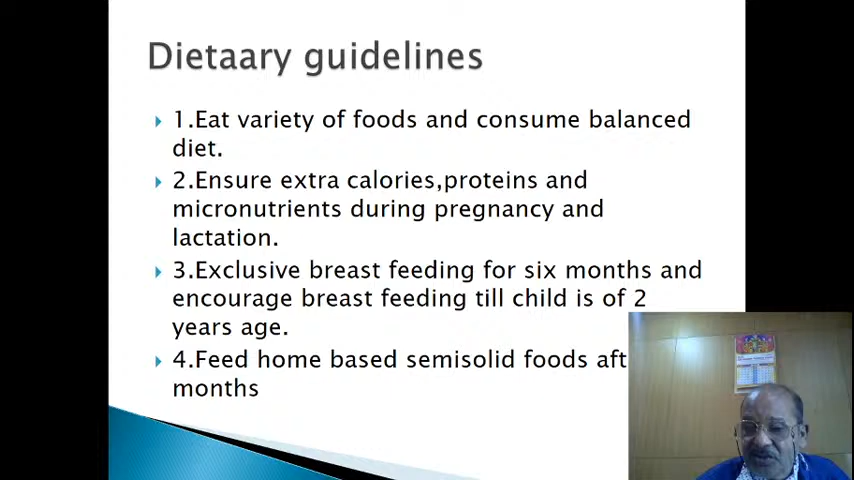 Dietaary guidelines
1.Eat variety of foods and consume balanced
diet.
2.Ensure extra calories,proteins and
micronutrients during pregnancy and
lactation.
3.Exclusive breast feeding for six months and
encourage breast feeding till child is of 2
years age.
4.Feed home based semisolid foods
months